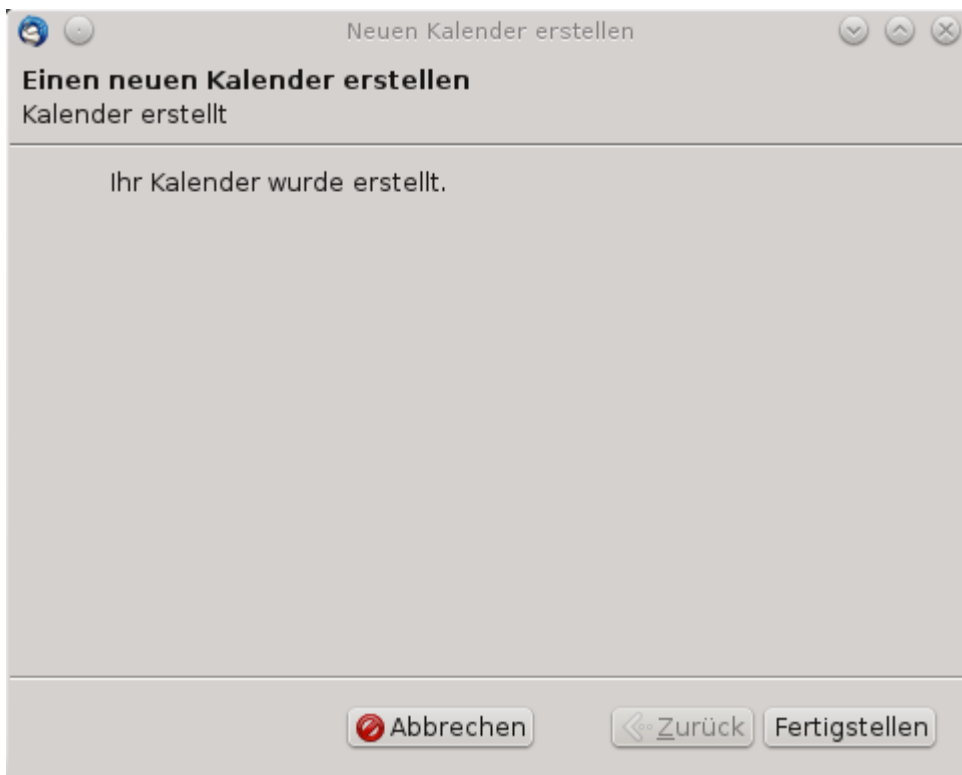 Neuen Kalender erstellen
Einen neuen Kalender erstellen
Kalender erstellt
Ihr Kalender wurde erstellt.
Abbrechen Zurück Fertigstellen